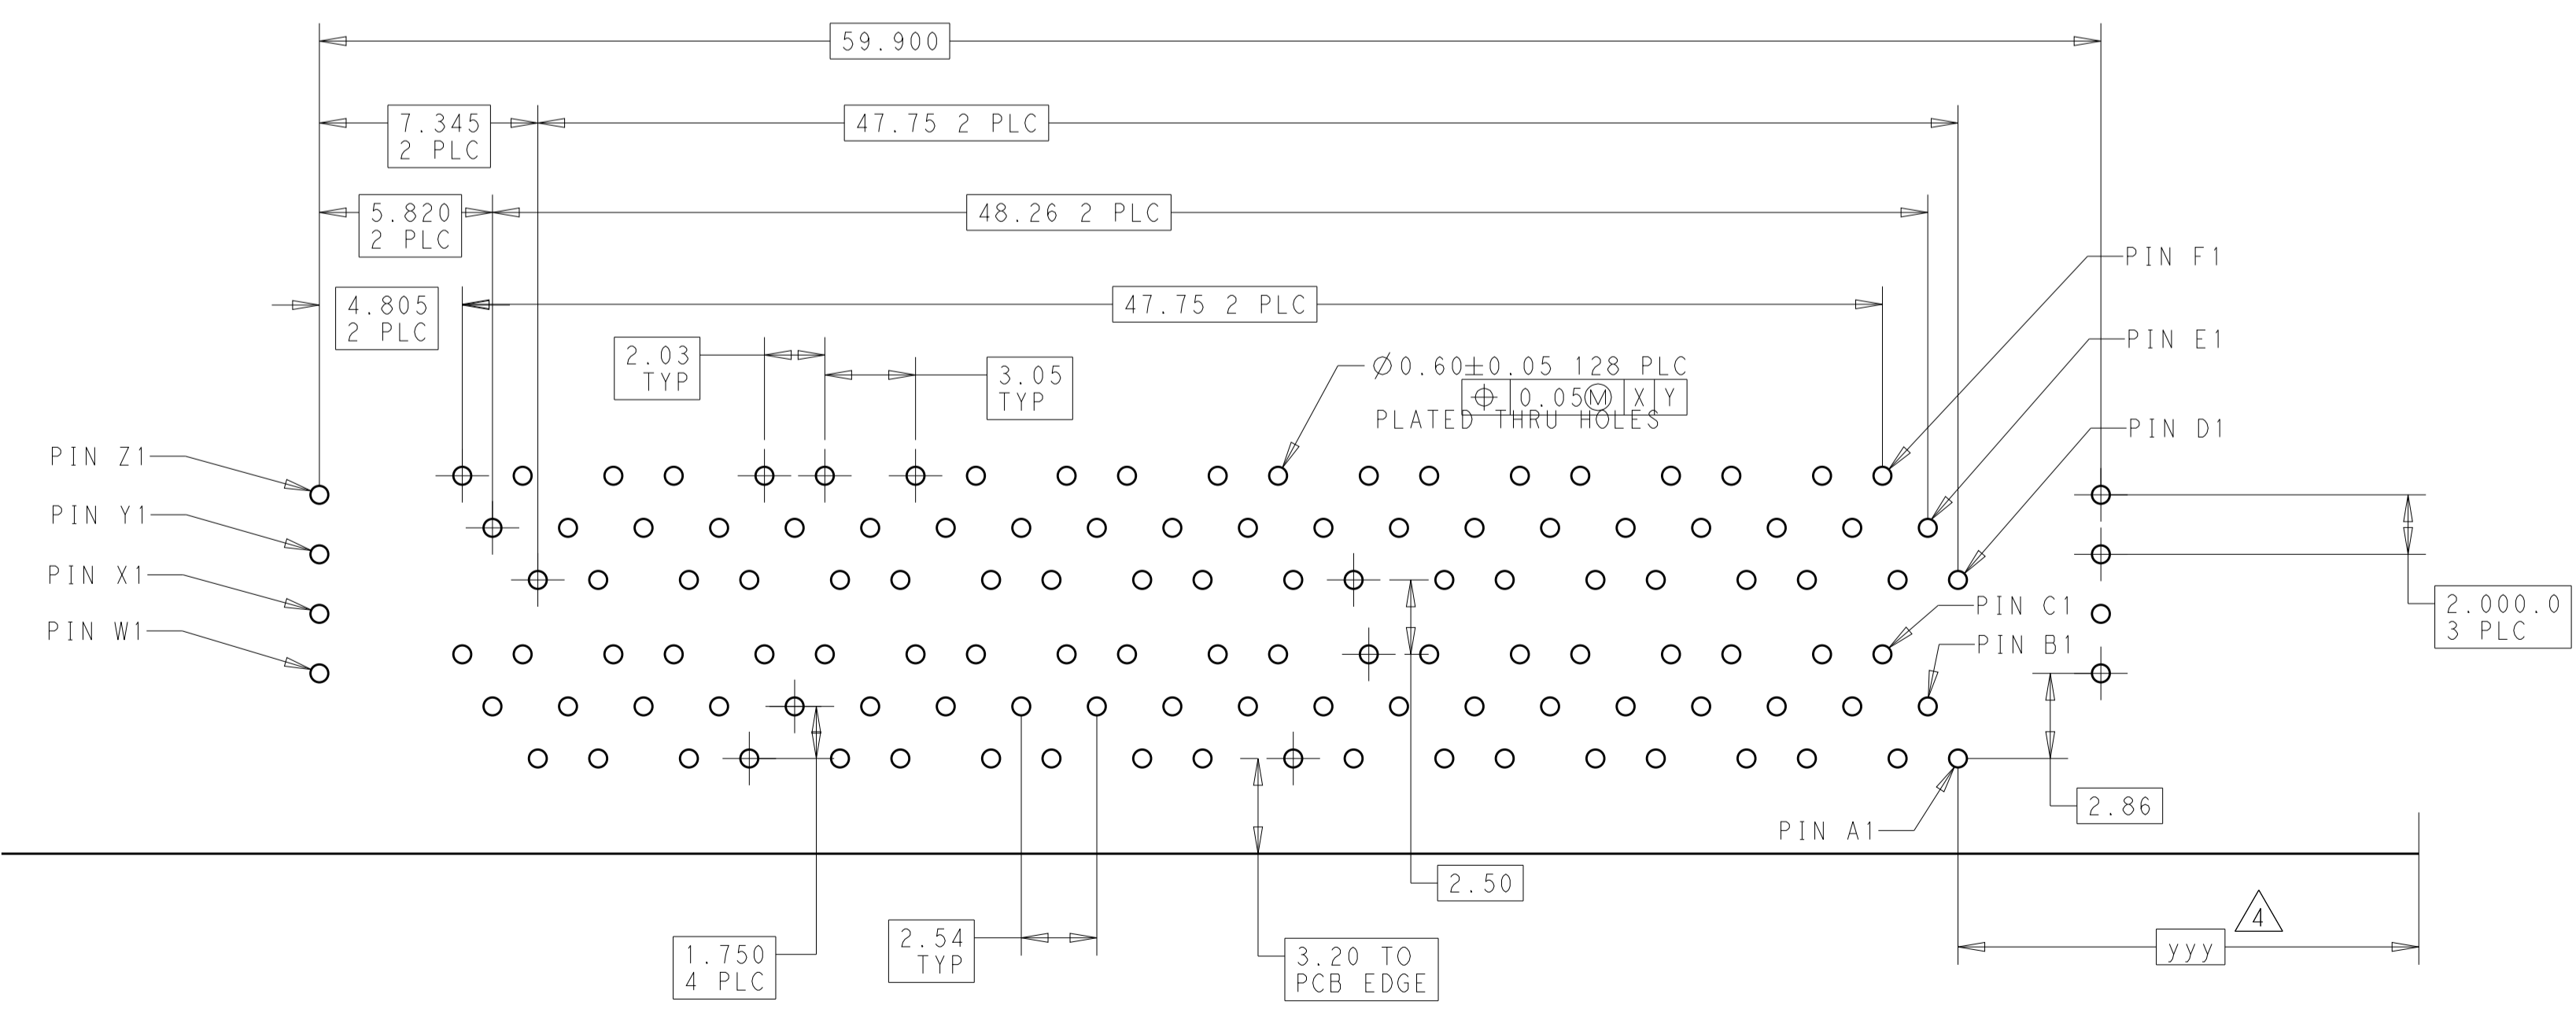 59.900
7.345
2 PLC
47.75 2 PLC
5.820
2 PLC
48.26 2 PLC
4.805
2 PLC
47.75 2 PLC
PIN F1
PIN E1
PIN D1
2.03
TYP
3.05
TYP
Ø0.60±0.05 128 PLC
⌖ 0.05Ⓜ X Y
PLATED THRU HOLES
PIN Z1
PIN Y1
PIN X1
PIN W1
PIN C1
PIN B1
2.000.0
3 PLC
2.86
PIN A1
2.50
1.750
4 PLC
2.54
TYP
3.20 TO
PCB EDGE
4
yyy